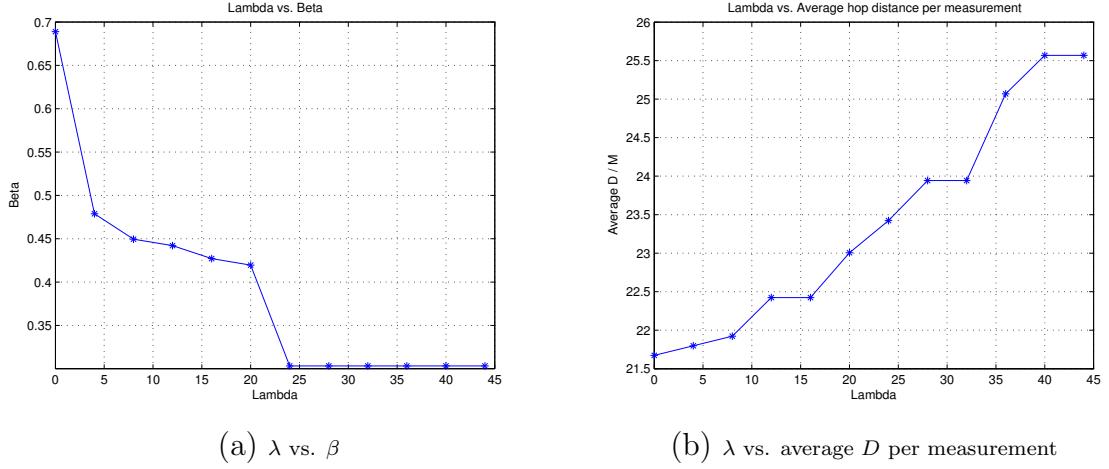 Lambda vs. Beta
0.7
0.65
0.6
0.55
0.5
0.45
0.4
0.35
0 5 10 15 20 25 30 35 40 45
Beta
Lambda
(a) λ vs. β
Lambda vs. Average hop distance per measurement
26
25.5
25
24.5
24
23.5
23
22.5
22
21.5
0 5 10 15 20 25 30 35 40 45
Average D / M
Lambda
(b) λ vs. average D per measurement